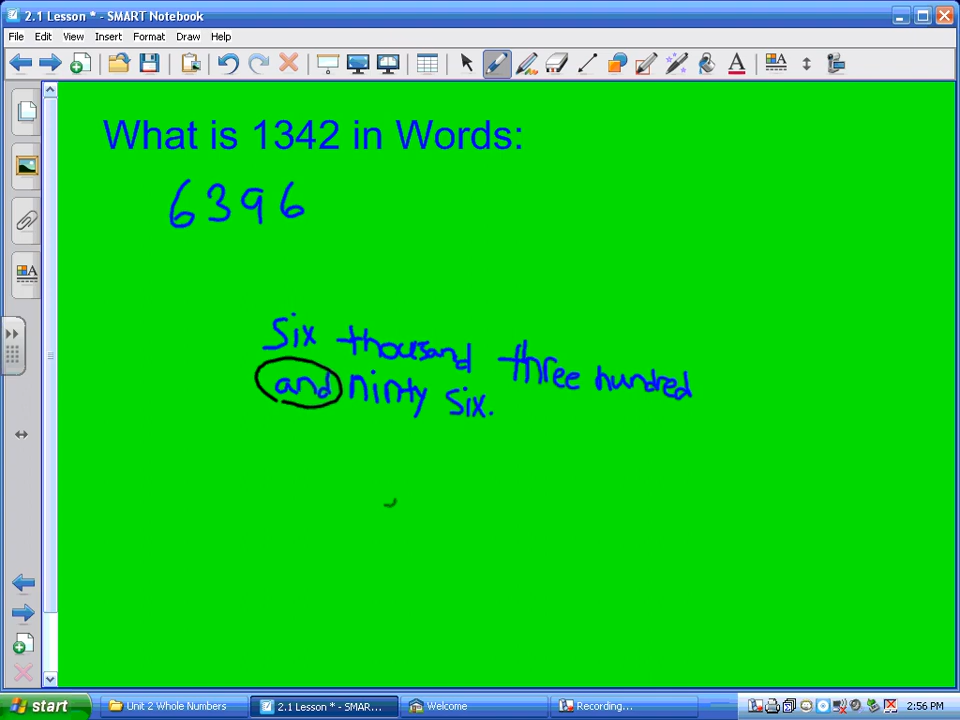 2.1 Lesson * - SMART Notebook
File Edit View Insert Format Draw Help
What is 1342 in Words:
6396
Six thousand three hundred
and ninty six.
start Unit 2 Whole Numbers 2.1 Lesson * - SMAR... Welcome Recording... 2:56 PM